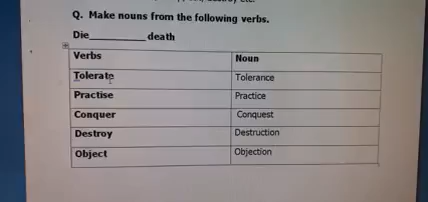 Q. Make nouns from the following verbs.
Die__________ death
Verbs Noun
Tolerate Tolerance
Practise Practice
Conquer Conquest
Destroy Destruction
Object Objection